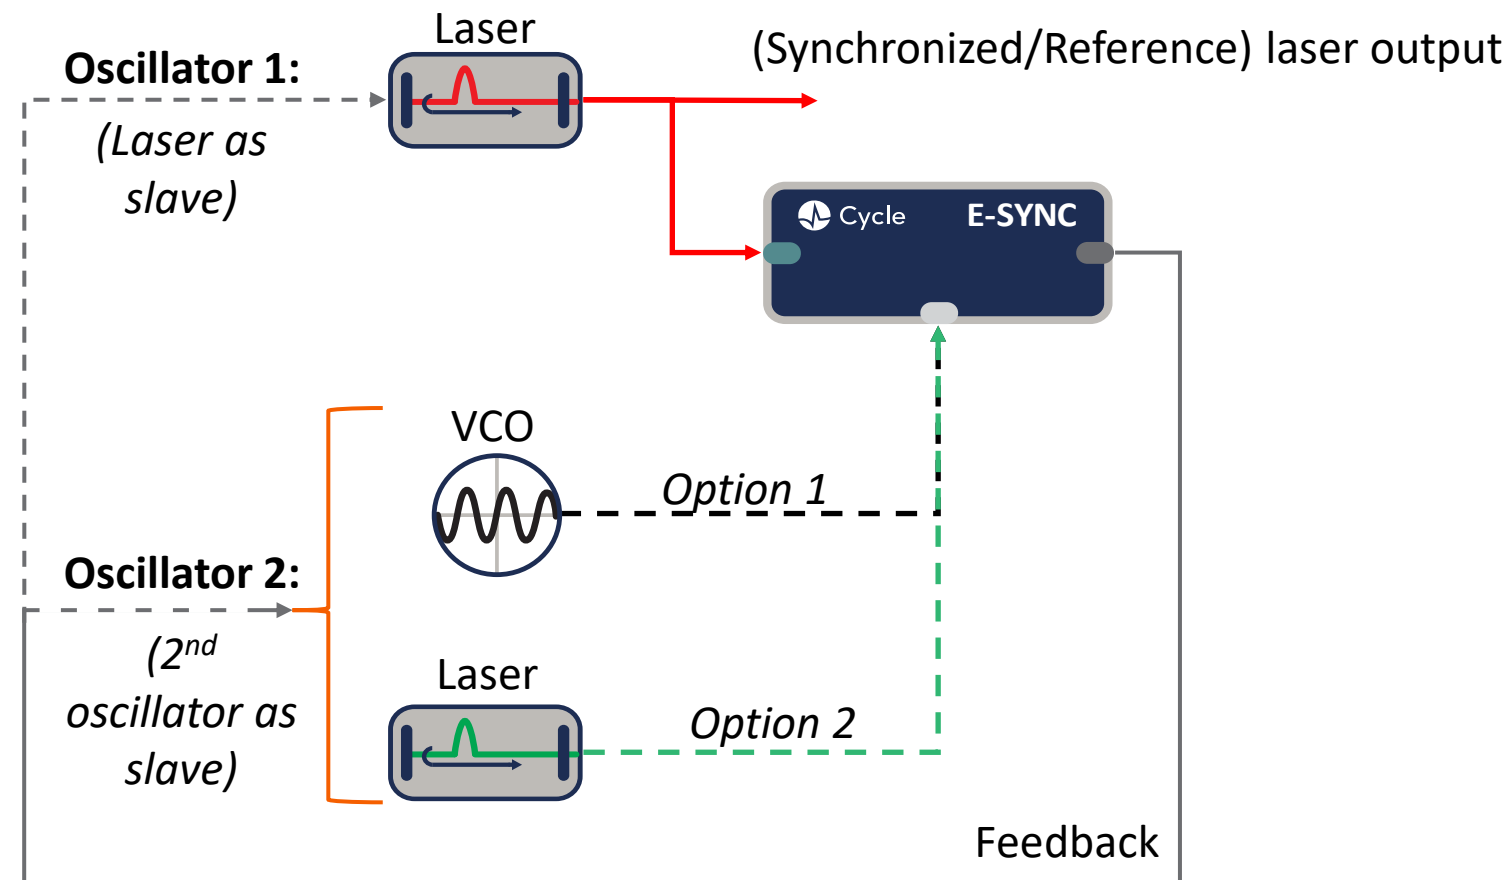 Laser
(Synchronized/Reference) laser output
Oscillator 1:
(Laser as
slave)
Cycle
E-SYNC
VCO
Option 1
Oscillator 2:
(2nd
oscillator as
slave)
Laser
Option 2
Feedback